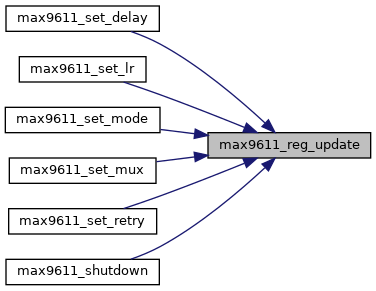 max9611_set_delay
max9611_set_lr
max9611_set_mode
max9611_reg_update
max9611_set_mux
max9611_set_retry
max9611_shutdown